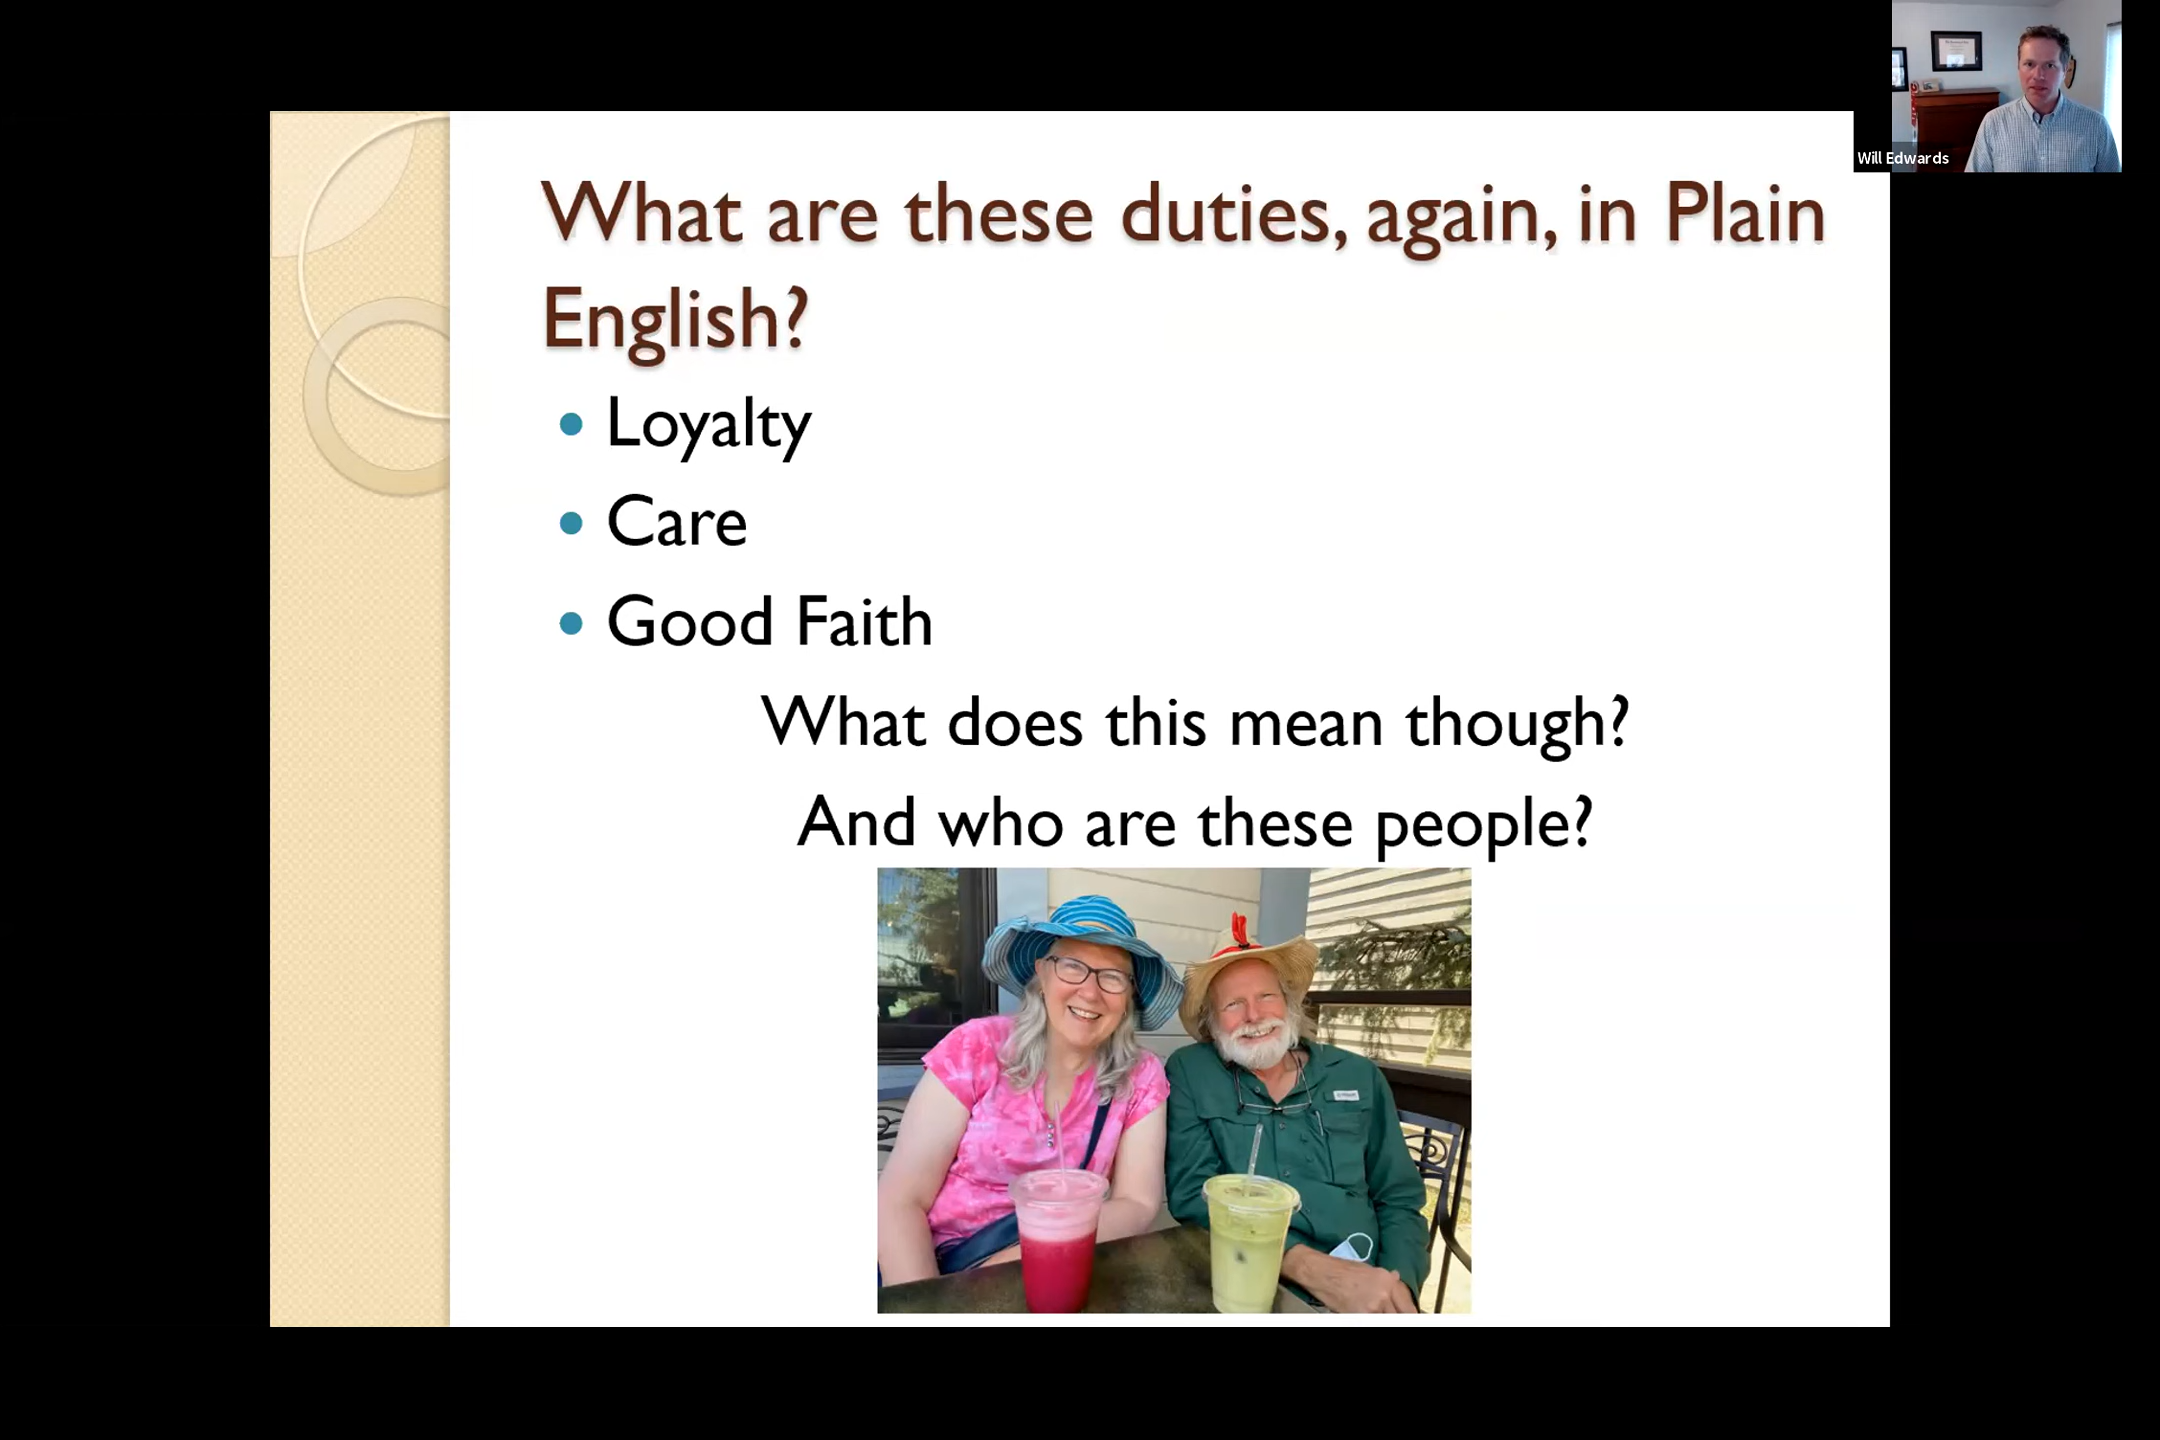 Will Edwards
What are these duties, again, in Plain
English?
Loyalty
Care
Good Faith
What does this mean though?
And who are these people?